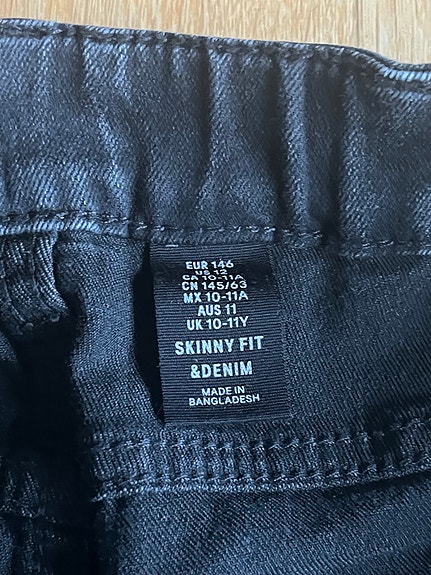 EUR 146
US 12
CA 10-11A
CN 145/63
MX 10-11A
AUS 11
UK 10-11Y
SKINNY FIT
&DENIM
MADE IN
BANGLADESH